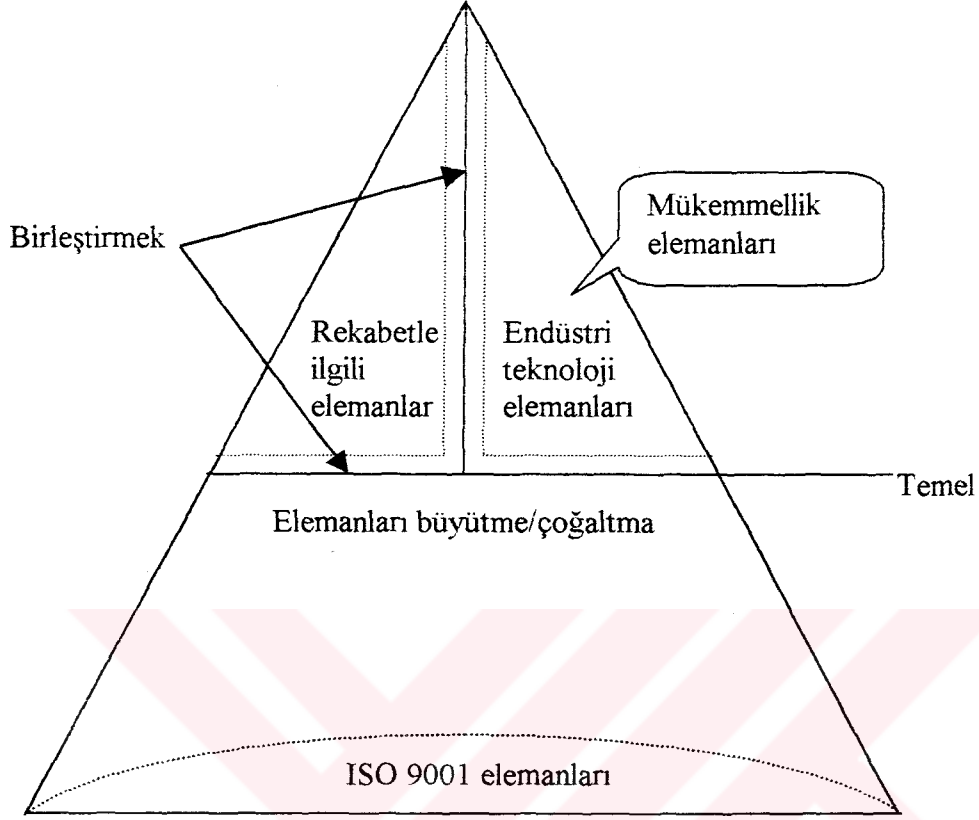 Mükemmellik
elemanları
Birleştirmek
Rekabetle
ilgili
elemanlar
Endüstri
teknoloji
elemanları
Temel
Elemanları büyütme/çoğaltma
ISO 9001 elemanları